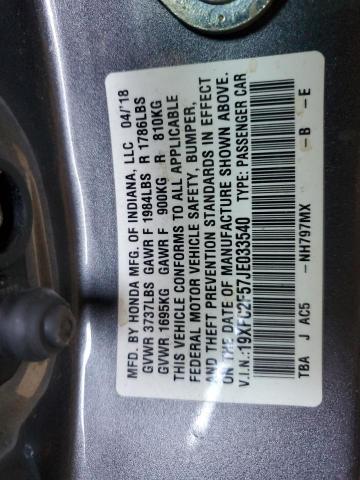 MFD. BY HONDA MFG. OF INDIANA, LLC 04/'18
GVWR 3737LBS GAWR F 1984LBS R 1786LBS
GVWR 1695KG GAWR F 900KG R 810KG
THIS VEHICLE CONFORMS TO ALL APPLICABLE
FEDERAL MOTOR VEHICLE SAFETY, BUMPER,
AND THEFT PREVENTION STANDARDS IN EFFECT
ON THE DATE OF MANUFACTURE SHOWN ABOVE.
V.I.N.: 19XFC2F57JE033540 TYPE: PASSENGER CAR
TBA J AC5 - NH797MX - B - E